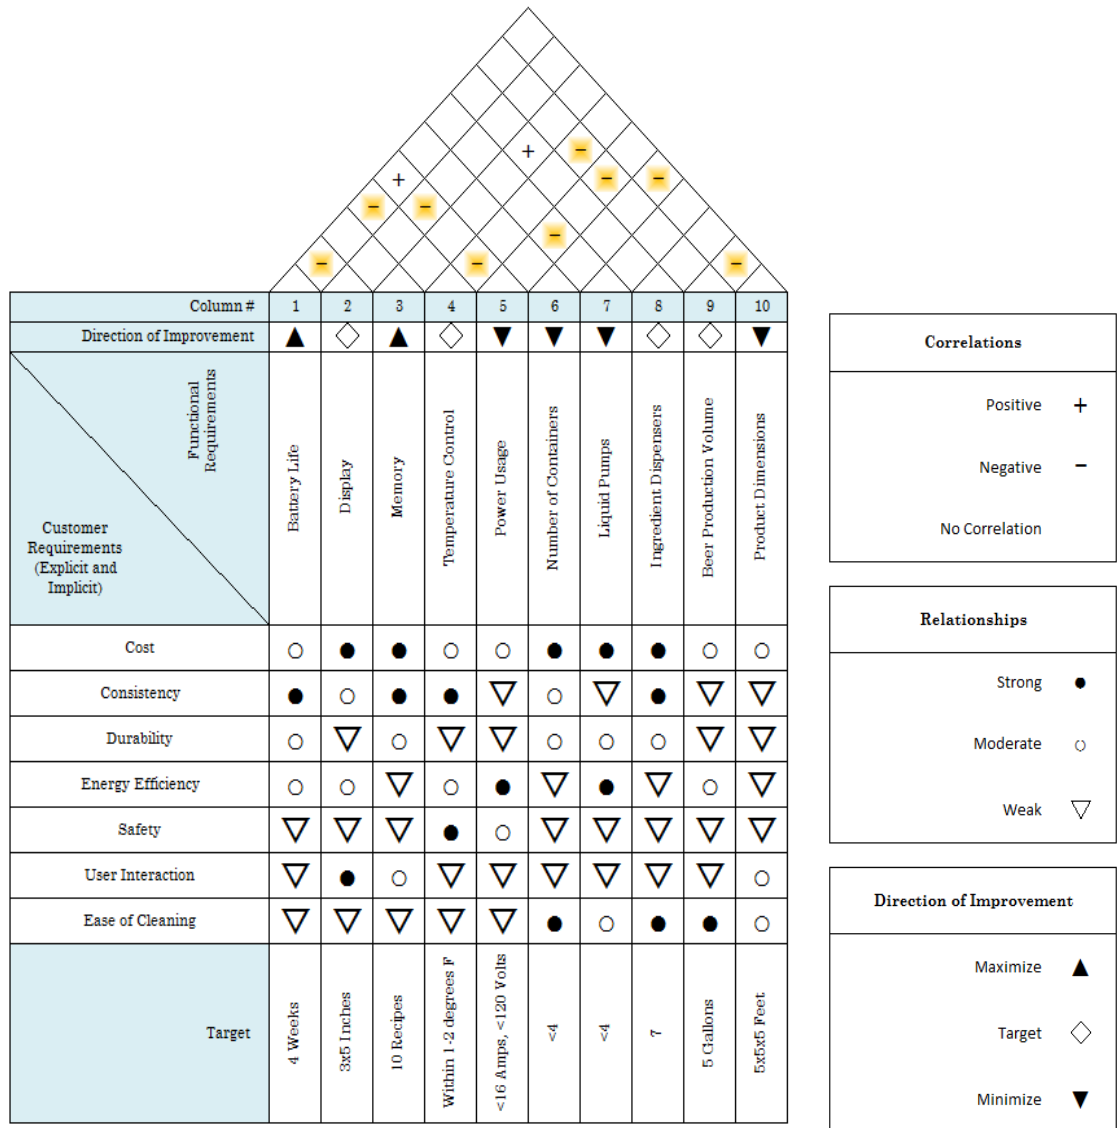 +
−
−
+
−
−
−
−
−
−
−
Column #
1
2
3
4
5
6
7
8
9
10
Direction of Improvement
Functional
Requirements
Customer
Requirements
(Explicit and
Implicit)
Battery Life
Display
Memory
Temperature Control
Power Usage
Number of Containers
Liquid Pumps
Ingredient Dispensers
Beer Production Volume
Product Dimensions
Cost
Consistency
Durability
Energy Efficiency
Safety
User Interaction
Ease of Cleaning
Target
4 Weeks
3x5 Inches
10 Recipes
Within 1-2 degrees F
<16 Amps, <120 Volts
<4
<4
7
5 Gallons
5x5x5 Feet
Correlations
Positive +
Negative −
No Correlation
Relationships
Strong
Moderate
Weak
Direction of Improvement
Maximize
Target
Minimize